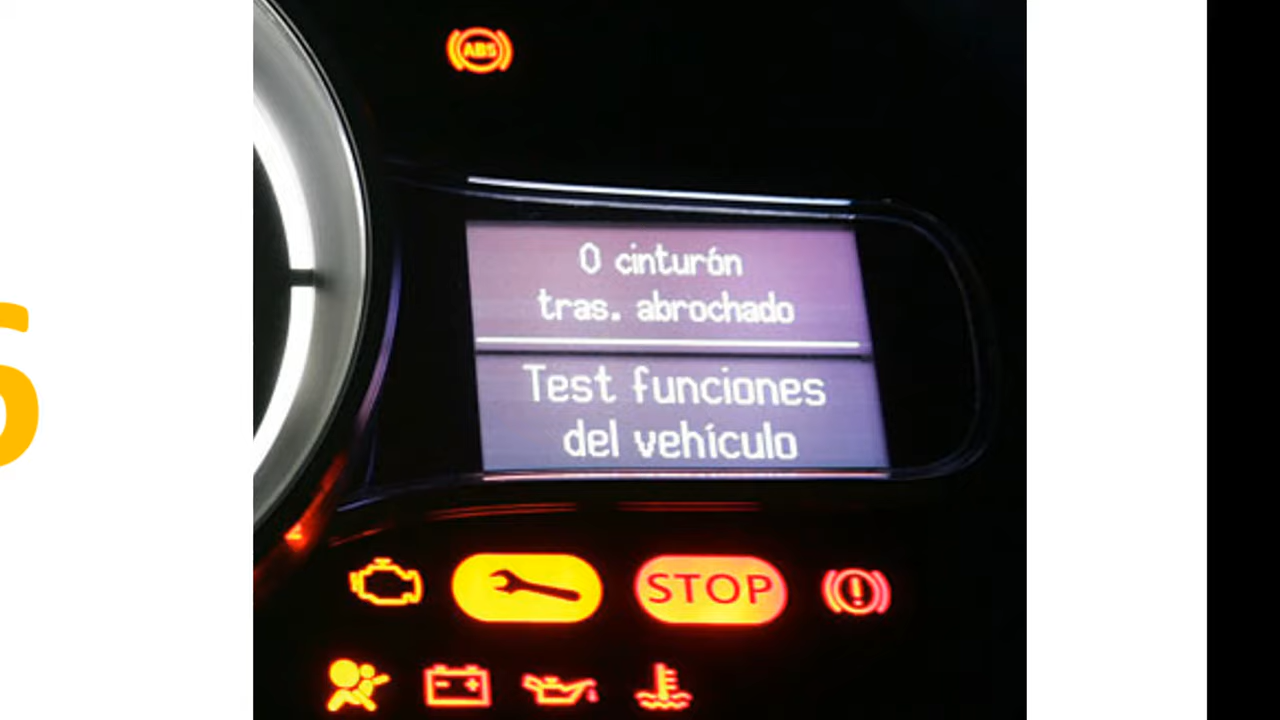 ABS
0 cinturón
tras. abrochado
Test funciones
del vehículo
STOP